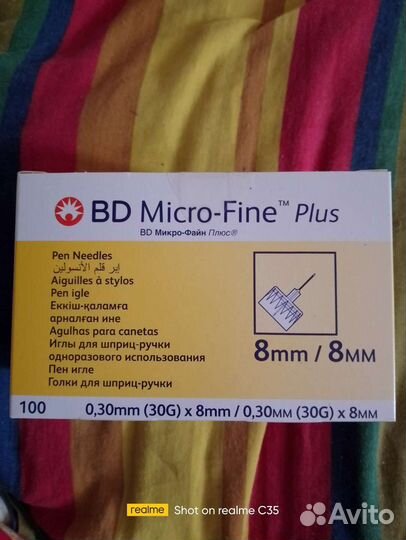 BD Micro-Fine™ Plus
BD Микро-Файн Плюс®
Pen Needles
ابر قلم الأنسولين
Aiguilles à stylos
Pen igle
Еккіш-қаламға
арналған ине
Agulhas para canetas
Иглы для шприц-ручки
одноразового использования
Пен игле
Голки для шприц-ручки
8mm / 8мм
100
0,30mm (30G) x 8mm / 0,30мм (30G) x 8мм
realme
Shot on realme C35
Avito